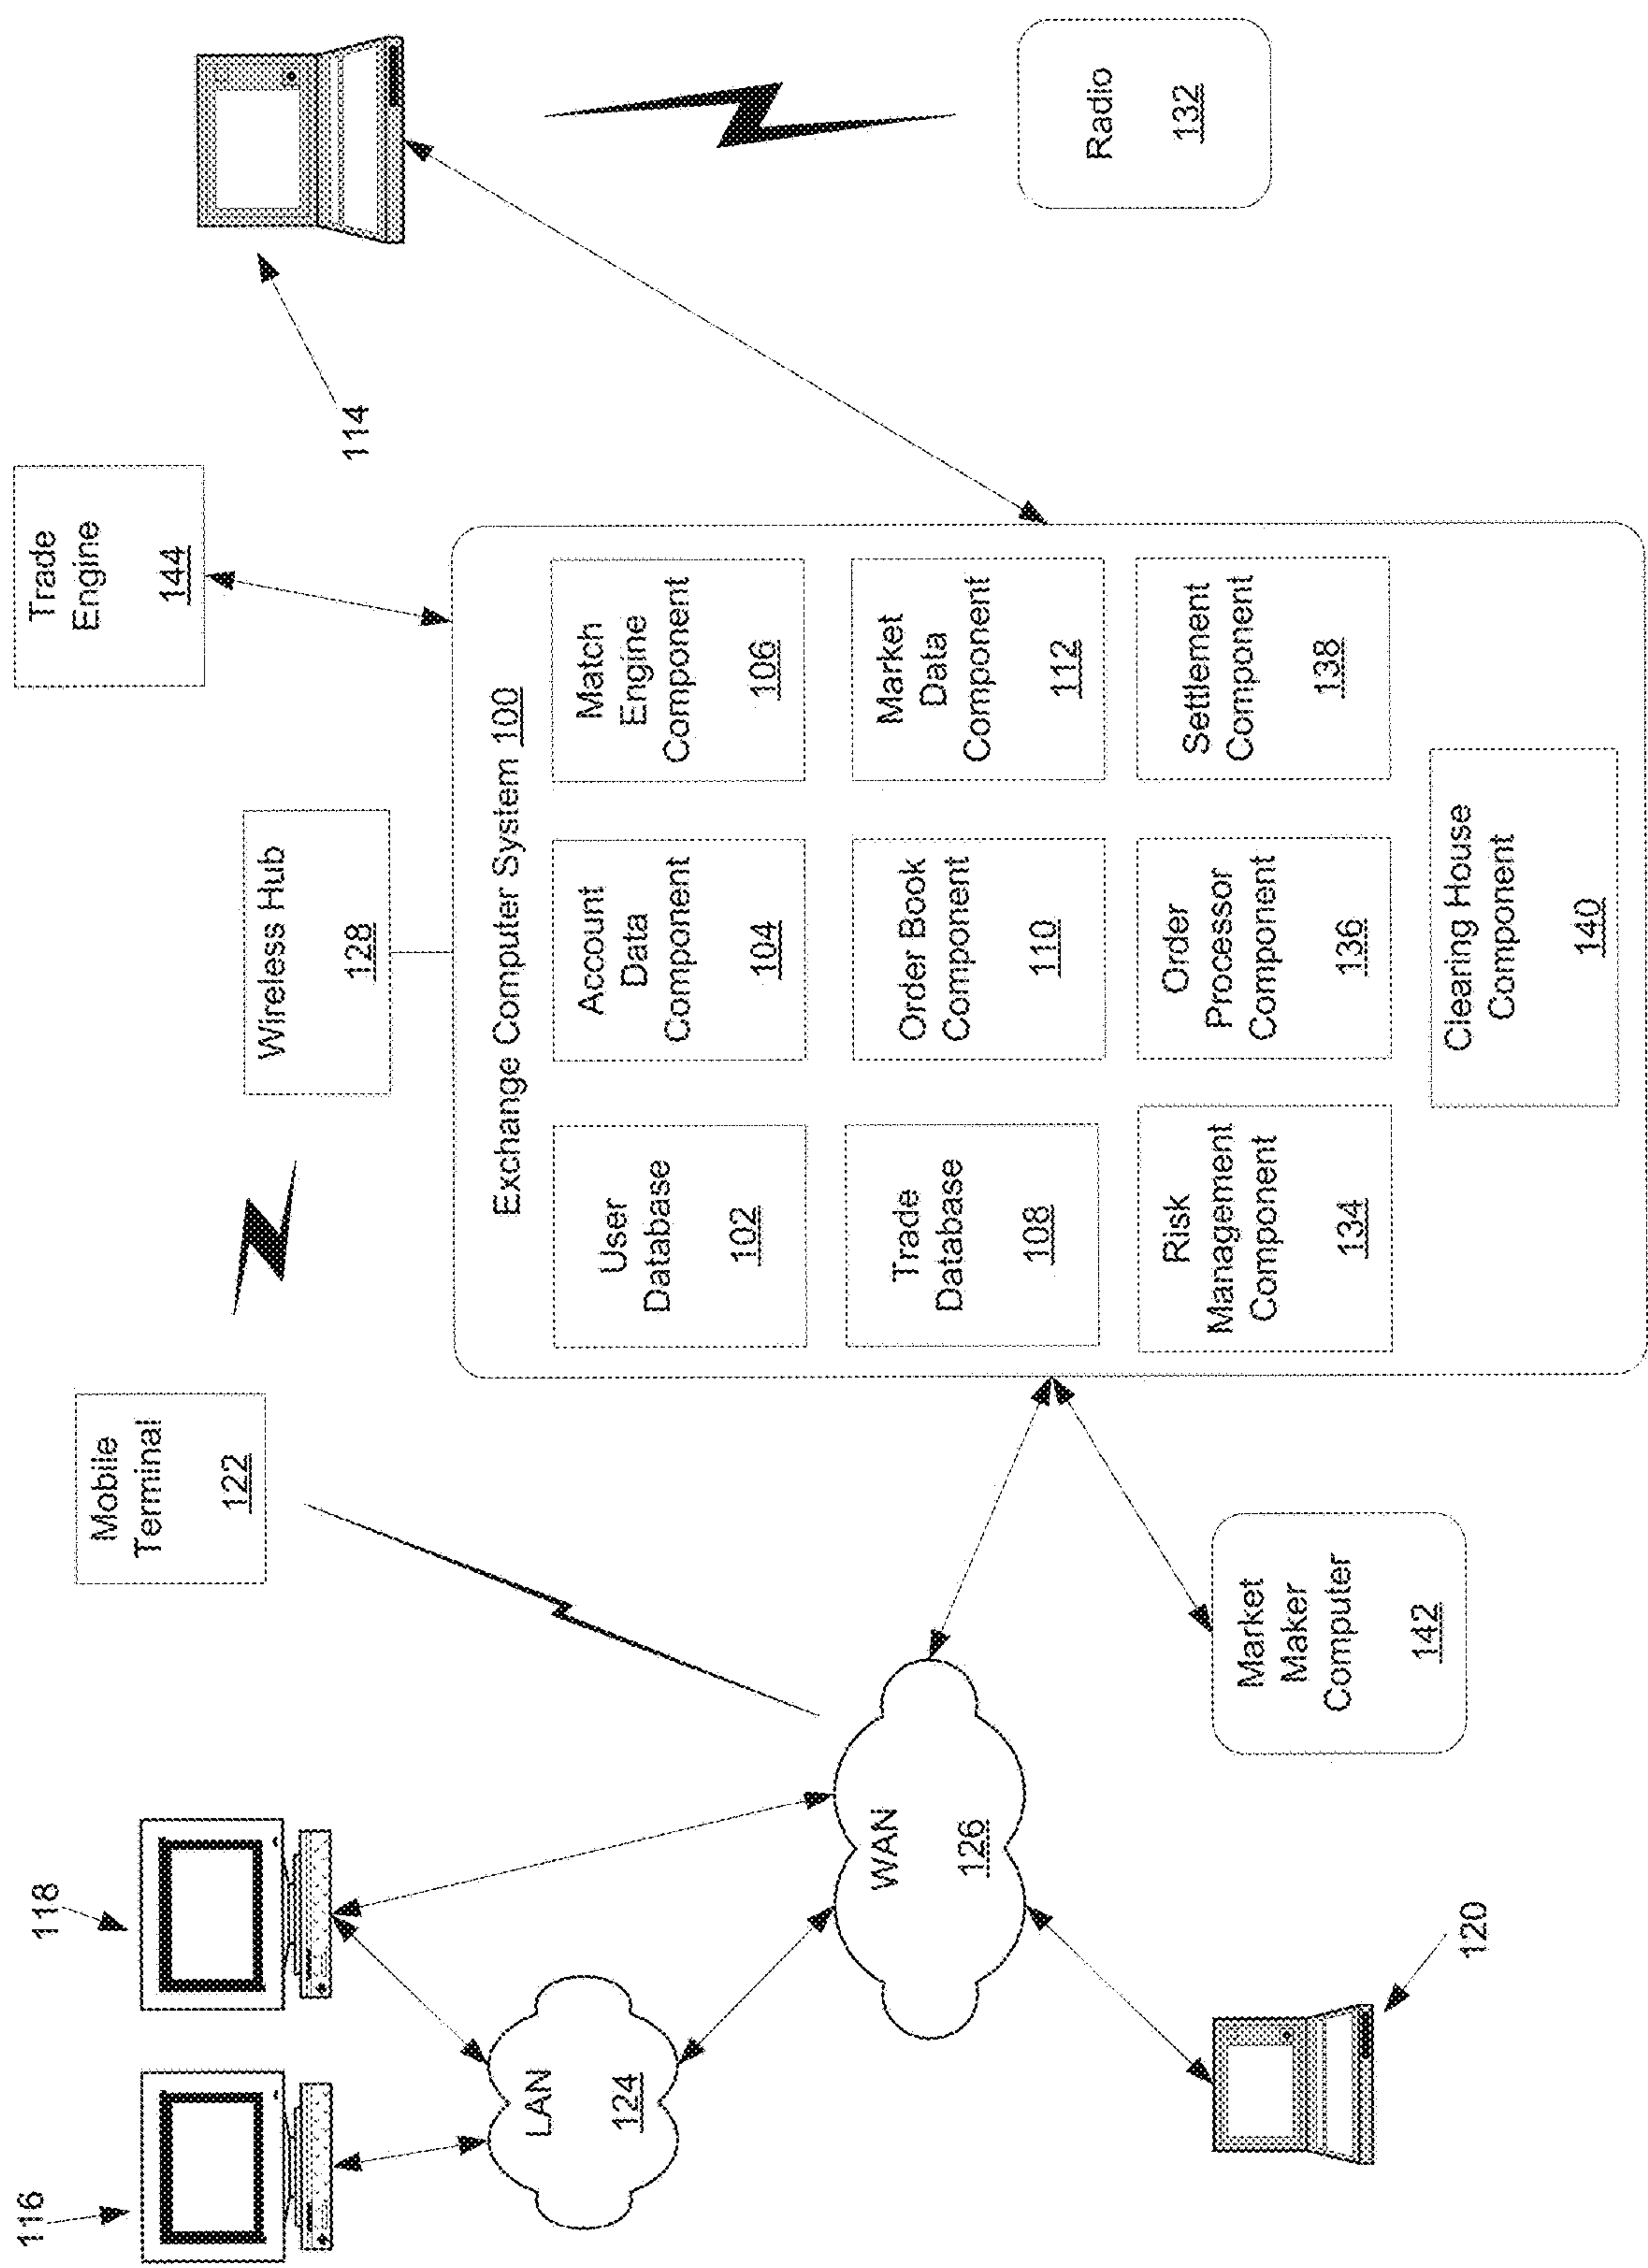 116
118
LAN
124
WAN
126
120
Mobile
Terminal
122
Market
Maker
Computer
142
Wireless Hub
128
Trade
Engine
144
114
Radio
132
Exchange Computer System 100
User
Database
102
Account
Data
Component
104
Match
Engine
Component
106
Trade
Database
108
Order Book
Component
110
Market
Data
Component
112
Risk
Management
Component
134
Order
Processor
Component
136
Settlement
Component
138
Clearing House
Component
140